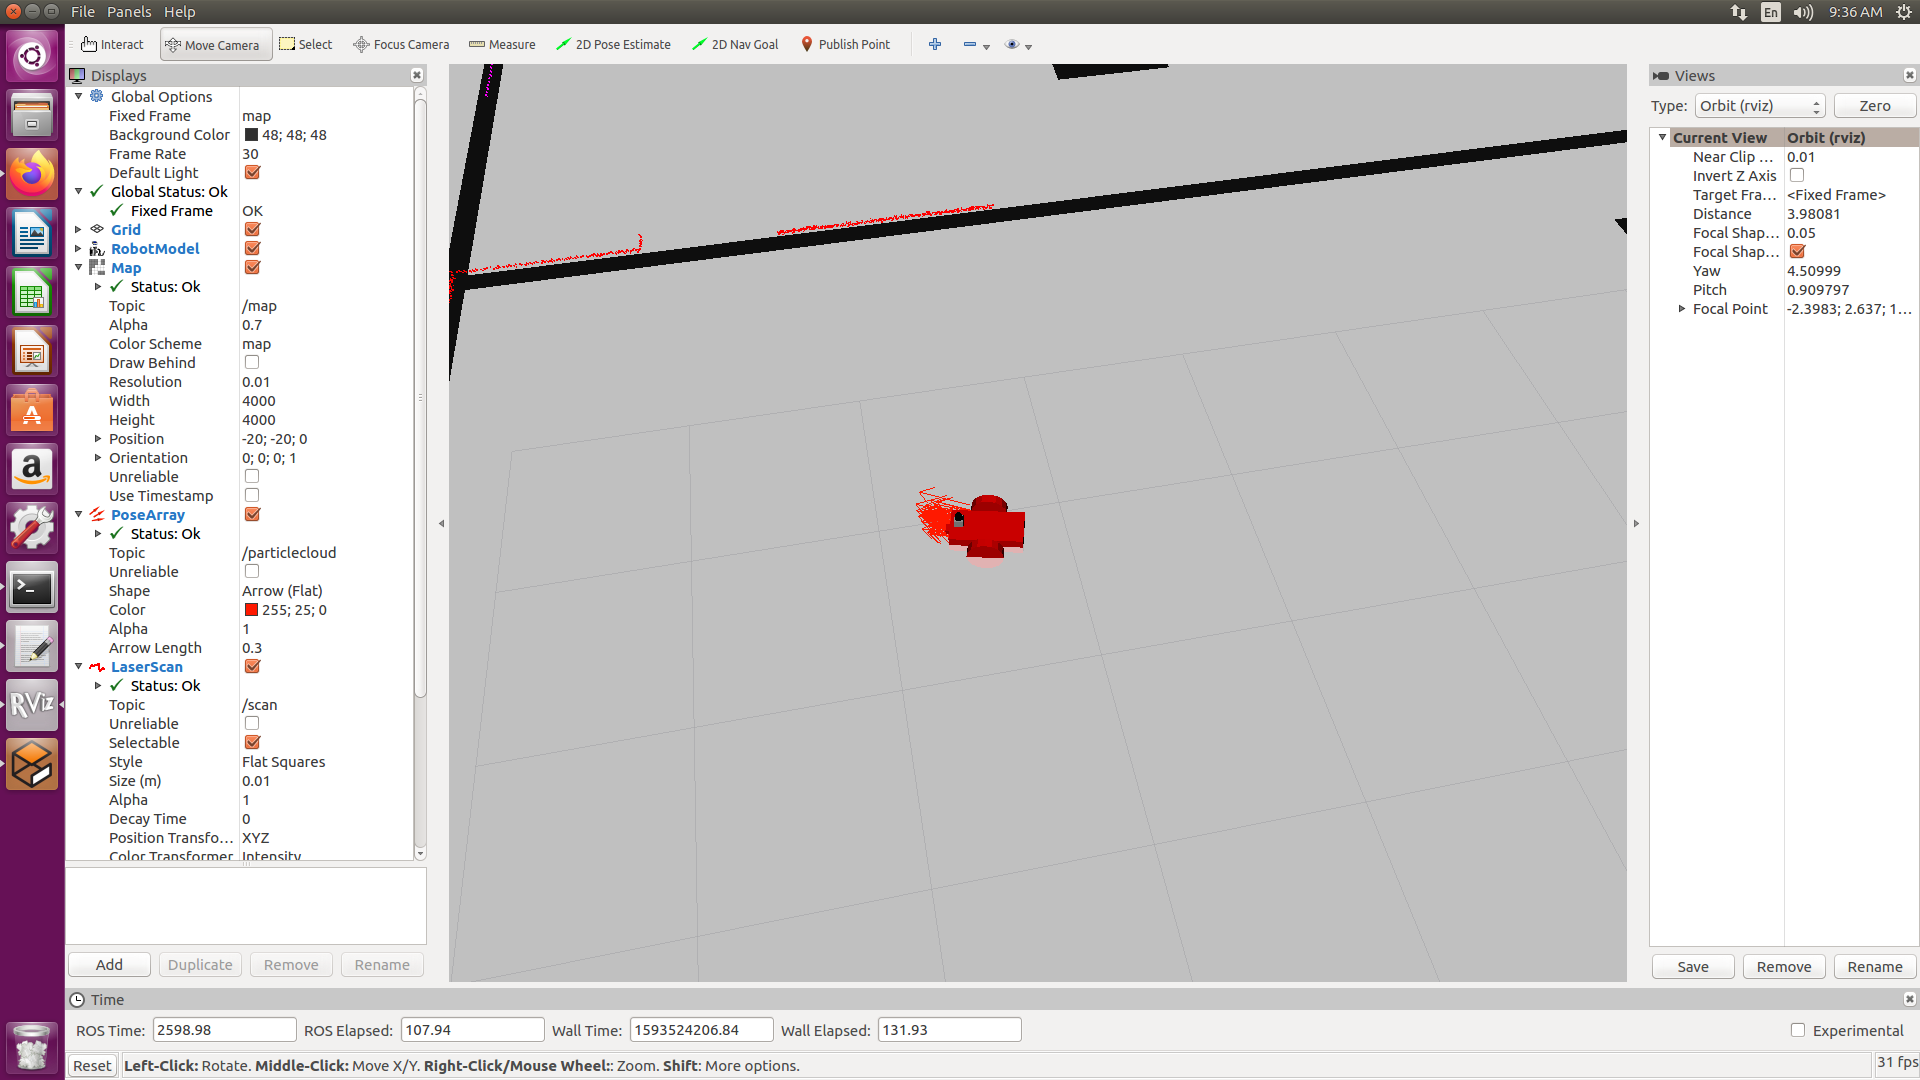 File Panels Help
En 9:36 AM
Interact Move Camera Select Focus Camera Measure 2D Pose Estimate 2D Nav Goal Publish Point
Displays
Global Options
Fixed Frame map
Background Color 48; 48; 48
Frame Rate 30
Default Light
Global Status: Ok
Fixed Frame OK
Grid
RobotModel
Map
Status: Ok
Topic /map
Alpha 0.7
Color Scheme map
Draw Behind
Resolution 0.01
Width 4000
Height 4000
Position -20; -20; 0
Orientation 0; 0; 0; 1
Unreliable
Use Timestamp
PoseArray
Status: Ok
Topic /particlecloud
Unreliable
Shape Arrow (Flat)
Color 255; 25; 0
Alpha 1
Arrow Length 0.3
LaserScan
Status: Ok
Topic /scan
Unreliable
Selectable
Style Flat Squares
Size (m) 0.01
Alpha 1
Decay Time 0
Position Transfo... XYZ
Color Transformer Intensity
Add Duplicate Remove Rename
Views
Type: Orbit (rviz) Zero
Current View Orbit (rviz)
Near Clip ... 0.01
Invert Z Axis
Target Fra... <Fixed Frame>
Distance 3.98081
Focal Shap... 0.05
Focal Shap...
Yaw 4.50999
Pitch 0.909797
Focal Point -2.3983; 2.637; 1...
Save Remove Rename
a
RViz
Time
ROS Time: 2598.98 ROS Elapsed: 107.94 Wall Time: 1593524206.84 Wall Elapsed: 131.93 Experimental
Reset Left-Click: Rotate. Middle-Click: Move X/Y. Right-Click/Mouse Wheel:: Zoom. Shift: More options. 31 fps